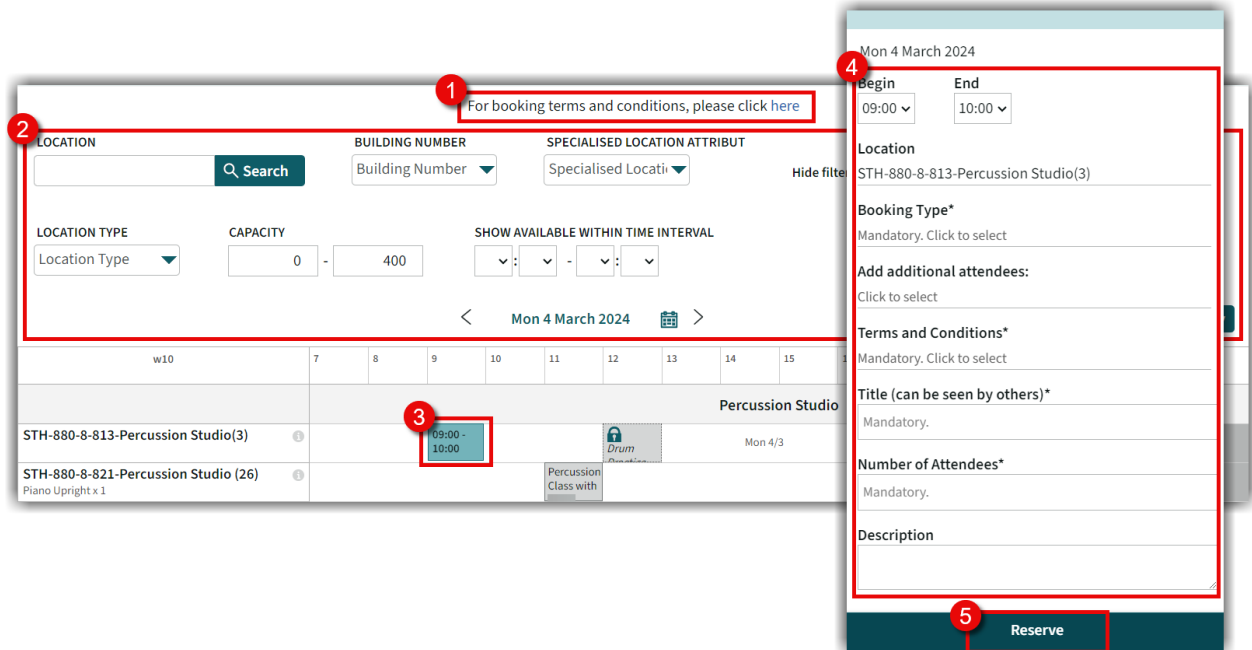 1
For booking terms and conditions, please click here
2
LOCATION
BUILDING NUMBER
SPECIALISED LOCATION ATTRIBUT
Search
Building Number
Specialised Locati
Hide filte
LOCATION TYPE
CAPACITY
SHOW AVAILABLE WITHIN TIME INTERVAL
Location Type
0 - 400
: - :
Mon 4 March 2024
w10 7 8 9 10 11 12 13 14 15
Percussion Studio
3
STH-880-8-813-Percussion Studio(3)
09:00 -
10:00
Drum
Practice
Mon 4/3
STH-880-8-821-Percussion Studio (26)
Piano Upright x 1
Percussion
Class with
Mon 4 March 2024
4
Begin End
09:00 10:00
Location
STH-880-8-813-Percussion Studio(3)
Booking Type*
Mandatory. Click to select
Add additional attendees:
Click to select
Terms and Conditions*
Mandatory. Click to select
Title (can be seen by others)*
Mandatory.
Number of Attendees*
Mandatory.
Description
5
Reserve